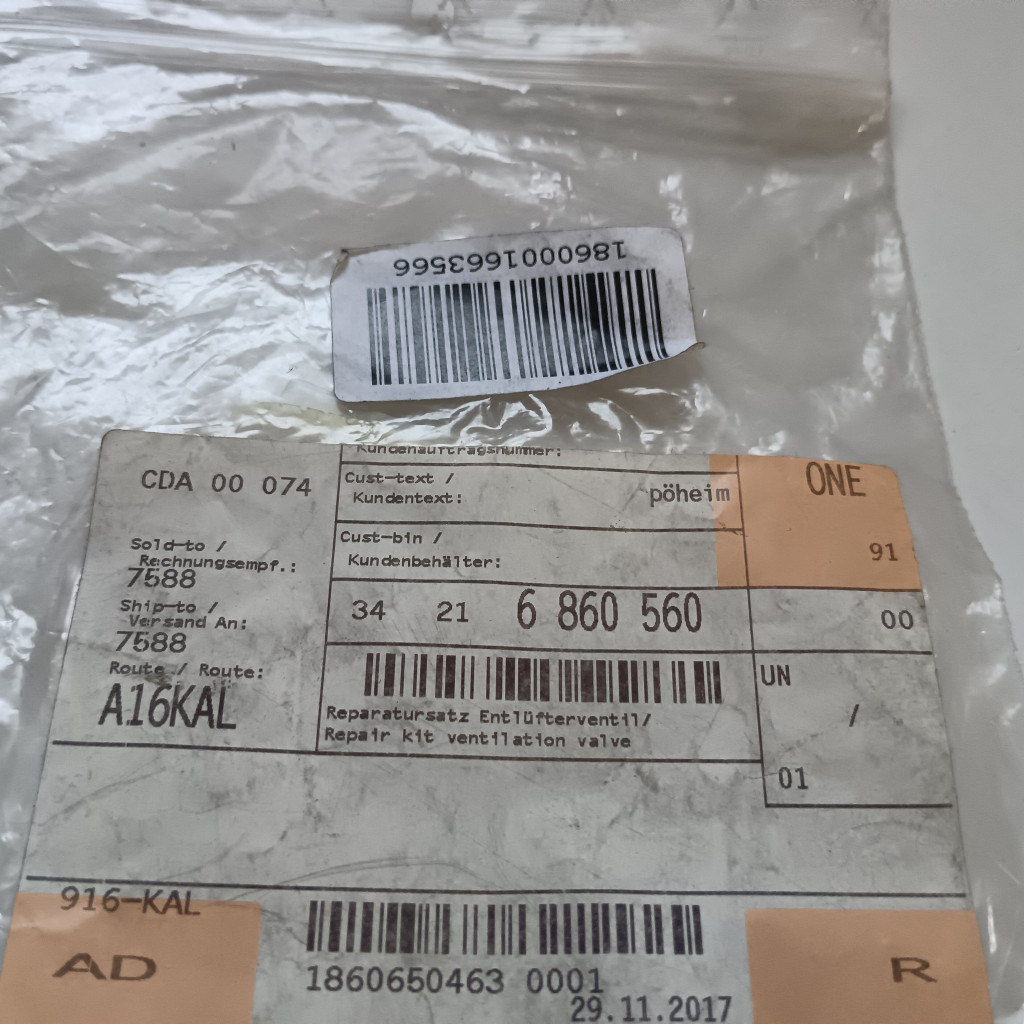 1860001663566
Kundenauftragsnummer:
CDA 00 074
Cust-text /
Kundentext:
pöheim
ONE
91
Sold-to /
Rechnungsempf.:
7588
Cust-bin /
Kundenbehälter:
Ship-to /
Versand An:
7588
34 21 6 860 560
00
Route / Route:
A16KAL
Reparatursatz Entlüfterventil/
Repair kit ventilation valve
UN
/
01
916-KAL
AD
1860650463 0001
29.11.2017
R